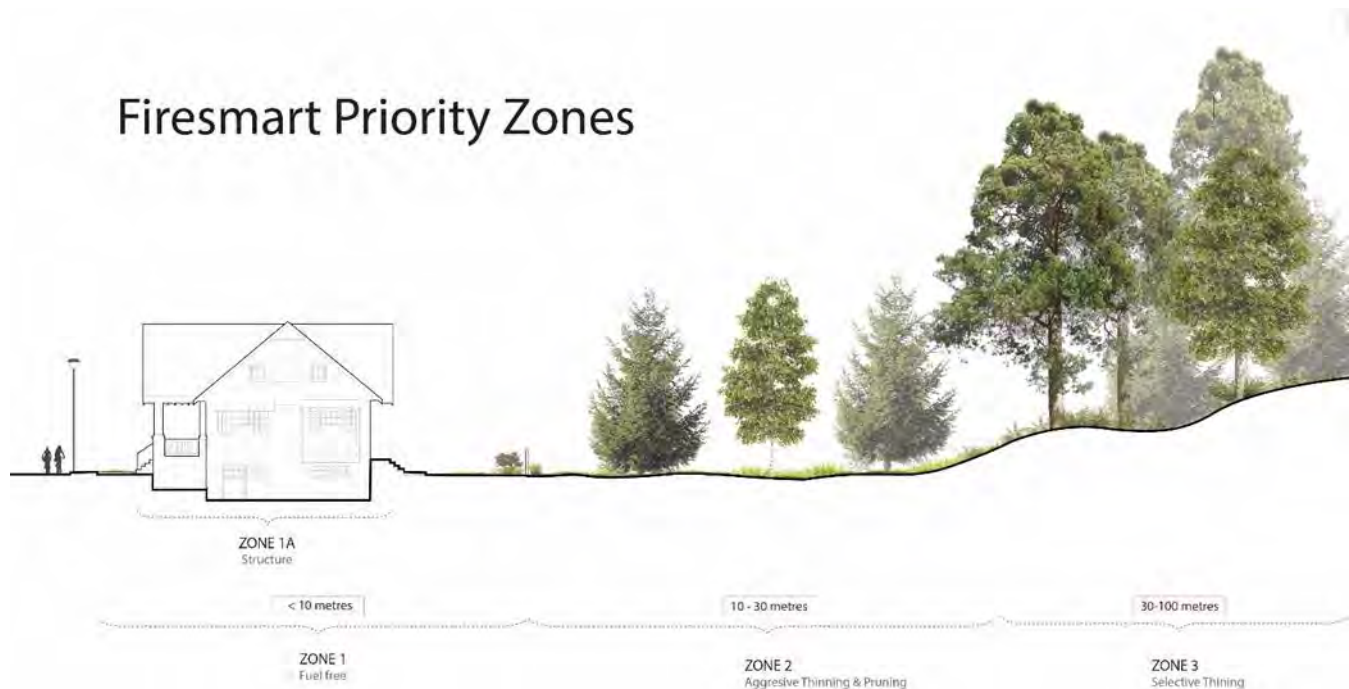 Firesmart Priority Zones
ZONE 1A
Structure
< 10 metres
10 - 30 metres
30-100 metres
ZONE 1
Fuel free
ZONE 2
Aggresive Thinning & Pruning
ZONE 3
Selective Thining